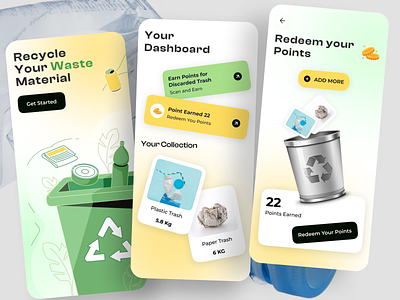 Recycle
Your Waste
Material
Get Started
Your
Dashboard
Earn Points for
Discarded Trash
Scan and Earn
Point Earned 22
Redeem You Points
Your Collection
Plastic Trash
5.8 Kg
Paper Trash
6 KG
Redeem your
Points
ADD MORE
22
Points Earned
Redeem Your Points